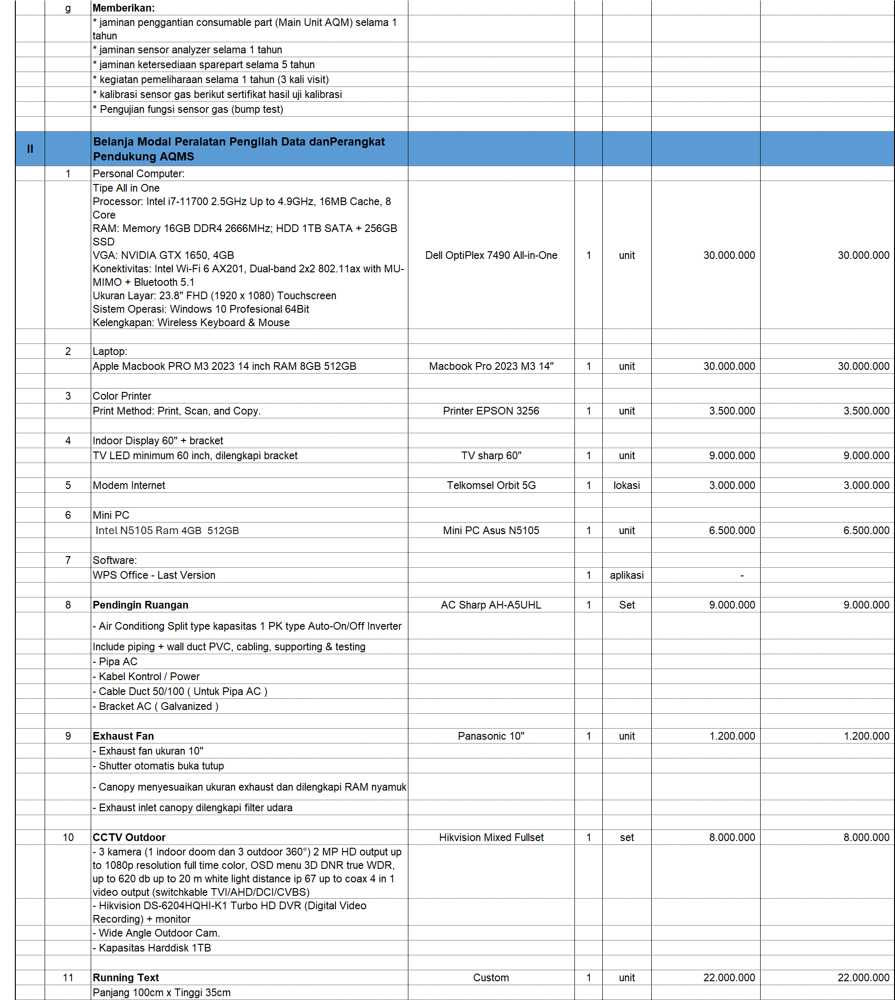 g Memberikan:
* jaminan penggantian consumable part (Main Unit AQM) selama 1
tahun
* jaminan sensor analyzer selama 1 tahun
* jaminan ketersediaan sparepart selama 5 tahun
* kegiatan pemeliharaan selama 1 tahun (3 kali visit)
* kalibrasi sensor gas berikut sertifikat hasil uji kalibrasi
* Pengujian fungsi sensor gas (bump test)
II Belanja Modal Peralatan Pengilah Data danPerangkat
Pendukung AQMS
1 Personal Computer:
Tipe All in One
Processor: Intel i7-11700 2.5GHz Up to 4.9GHz, 16MB Cache, 8
Core
RAM: Memory 16GB DDR4 2666MHz; HDD 1TB SATA + 256GB
SSD
VGA: NVIDIA GTX 1650, 4GB
Konektivitas: Intel Wi-Fi 6 AX201, Dual-band 2x2 802.11ax with MU-
MIMO + Bluetooth 5.1
Ukuran Layar: 23.8" FHD (1920 x 1080) Touchscreen
Sistem Operasi: Windows 10 Profesional 64Bit
Kelengkapan: Wireless Keyboard & Mouse
Dell OptiPlex 7490 All-in-One 1 unit 30.000.000 30.000.000
2 Laptop:
Apple Macbook PRO M3 2023 14 inch RAM 8GB 512GB Macbook Pro 2023 M3 14" 1 unit 30.000.000 30.000.000
3 Color Printer
Print Method: Print, Scan, and Copy. Printer EPSON 3256 1 unit 3.500.000 3.500.000
4 Indoor Display 60" + bracket
TV LED minimum 60 inch, dilengkapi bracket TV sharp 60" 1 unit 9.000.000 9.000.000
5 Modem Internet Telkomsel Orbit 5G 1 lokasi 3.000.000 3.000.000
6 Mini PC
Intel N5105 Ram 4GB 512GB Mini PC Asus N5105 1 unit 6.500.000 6.500.000
7 Software:
WPS Office - Last Version 1 aplikasi -
8 Pendingin Ruangan AC Sharp AH-A5UHL 1 Set 9.000.000 9.000.000
- Air Conditiong Split type kapasitas 1 PK type Auto-On/Off Inverter
Include piping + wall duct PVC, cabling, supporting & testing
- Pipa AC
- Kabel Kontrol / Power
- Cable Duct 50/100 ( Untuk Pipa AC )
- Bracket AC ( Galvanized )
9 Exhaust Fan Panasonic 10" 1 unit 1.200.000 1.200.000
- Exhaust fan ukuran 10"
- Shutter otomatis buka tutup
- Canopy menyesuaikan ukuran exhaust dan dilengkapi RAM nyamuk
- Exhaust inlet canopy dilengkapi filter udara
10 CCTV Outdoor Hikvision Mixed Fullset 1 set 8.000.000 8.000.000
- 3 kamera (1 indoor doom dan 3 outdoor 360°) 2 MP HD output up
to 1080p resolution full time color, OSD menu 3D DNR true WDR,
up to 620 db up to 20 m white light distance ip 67 up to coax 4 in 1
video output (switchkable TVI/AHD/DCI/CVBS)
- Hikvision DS-6204HQHI-K1 Turbo HD DVR (Digital Video
Recording) + monitor
- Wide Angle Outdoor Cam.
- Kapasitas Harddisk 1TB
11 Running Text Custom 1 unit 22.000.000 22.000.000
Panjang 100cm x Tinggi 35cm